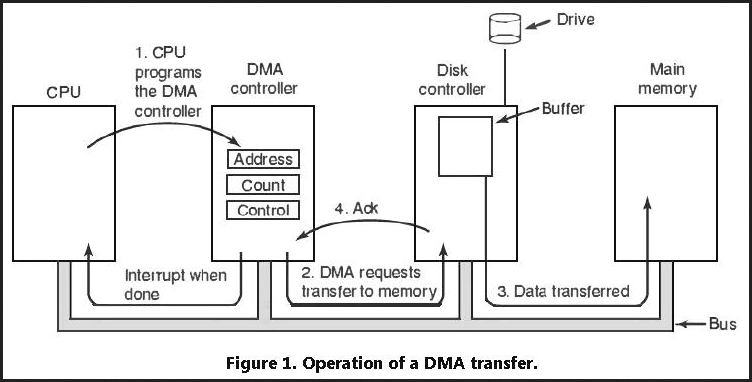 Drive
1. CPU
programs
the DMA
controller
CPU
DMA
controller
Disk
controller
Main
memory
Buffer
Address
Count
Control
4. Ack
Interrupt when
done
2. DMA requests
transfer to memory
3. Data transferred
Bus
Figure 1. Operation of a DMA transfer.